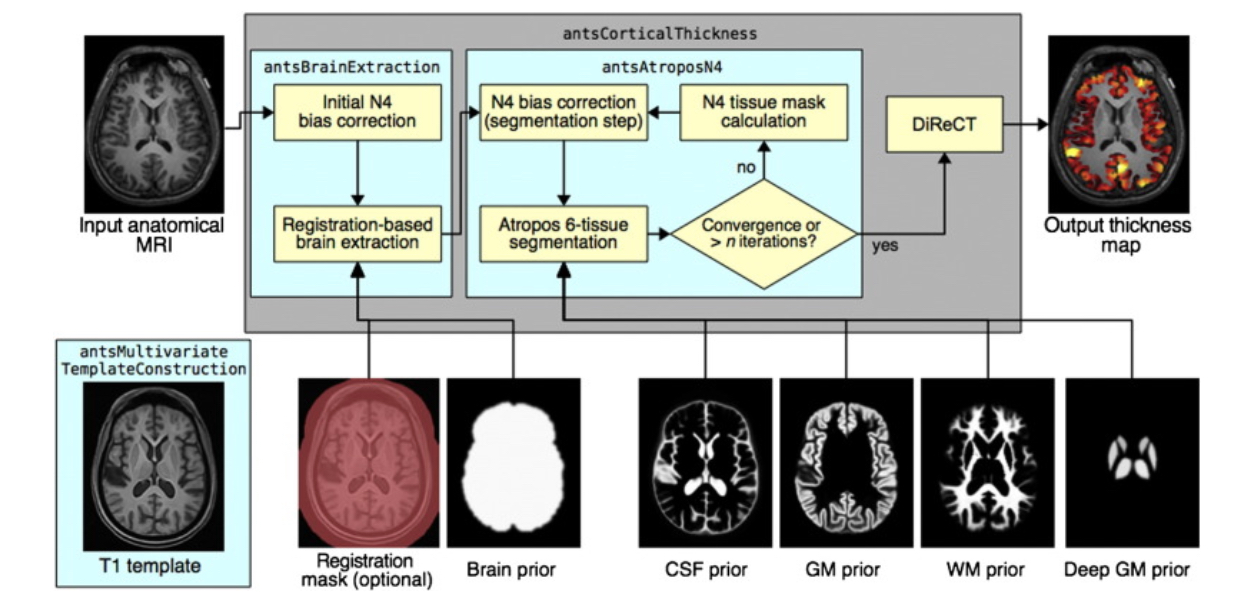 antsCorticalThickness
antsBrainExtraction
antsAtroposN4
Initial N4
bias correction
N4 bias correction
(segmentation step)
N4 tissue mask
calculation
DiReCT
no
Input anatomical
MRI
Registration-based
brain extraction
Atropos 6-tissue
segmentation
Convergence or
> n iterations?
yes
Output thickness
map
antsMultivariate
TemplateConstruction
T1 template
Registration
mask (optional)
Brain prior
CSF prior
GM prior
WM prior
Deep GM prior